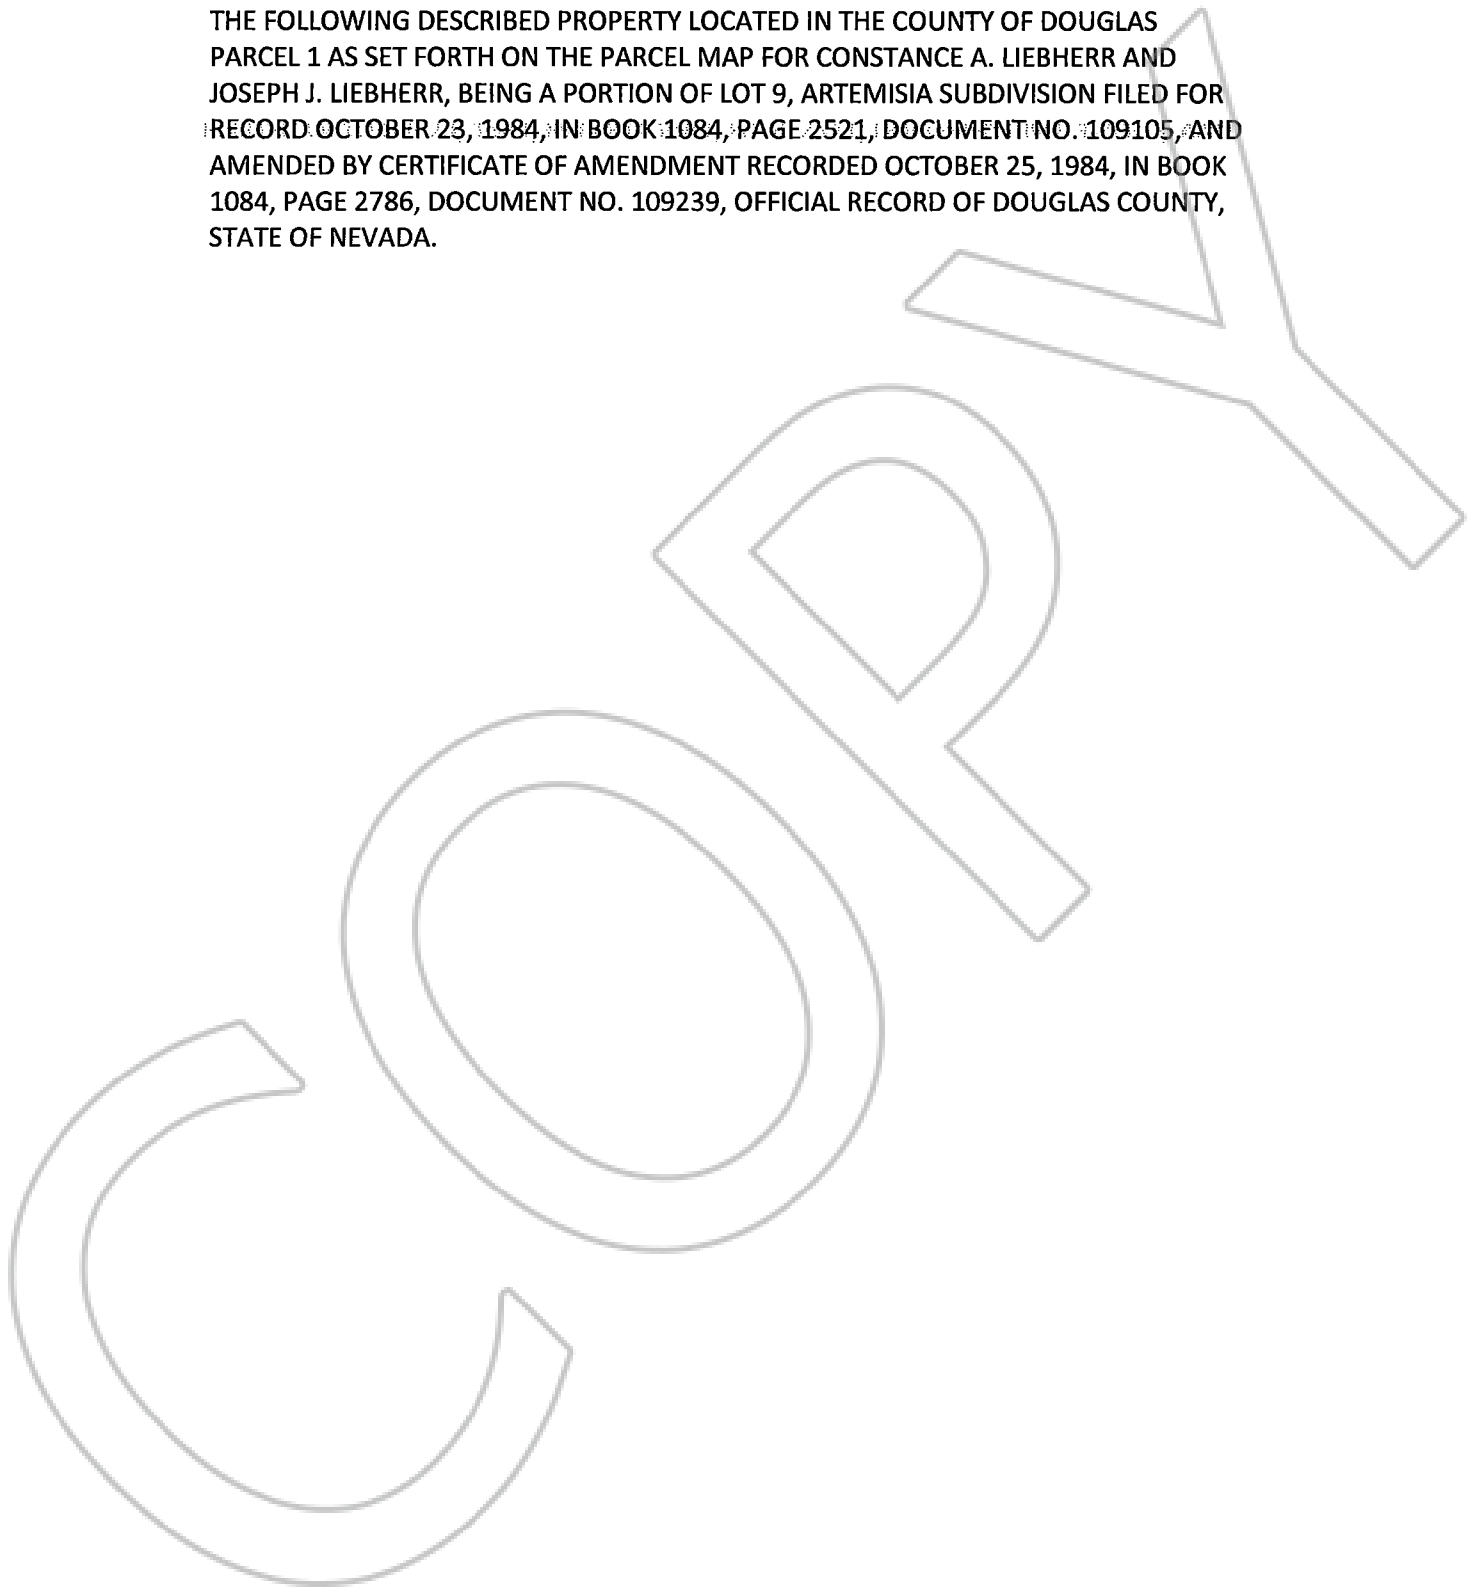 THE FOLLOWING DESCRIBED PROPERTY LOCATED IN THE COUNTY OF DOUGLAS
PARCEL 1 AS SET FORTH ON THE PARCEL MAP FOR CONSTANCE A. LIEBHERR AND
JOSEPH J. LIEBHERR, BEING A PORTION OF LOT 9, ARTEMISIA SUBDIVISION FILED FOR
RECORD OCTOBER 23, 1984, IN BOOK 1084, PAGE 2521, DOCUMENT NO. 109105, AND
AMENDED BY CERTIFICATE OF AMENDMENT RECORDED OCTOBER 25, 1984, IN BOOK
1084, PAGE 2786, DOCUMENT NO. 109239, OFFICIAL RECORD OF DOUGLAS COUNTY,
STATE OF NEVADA.
COPY